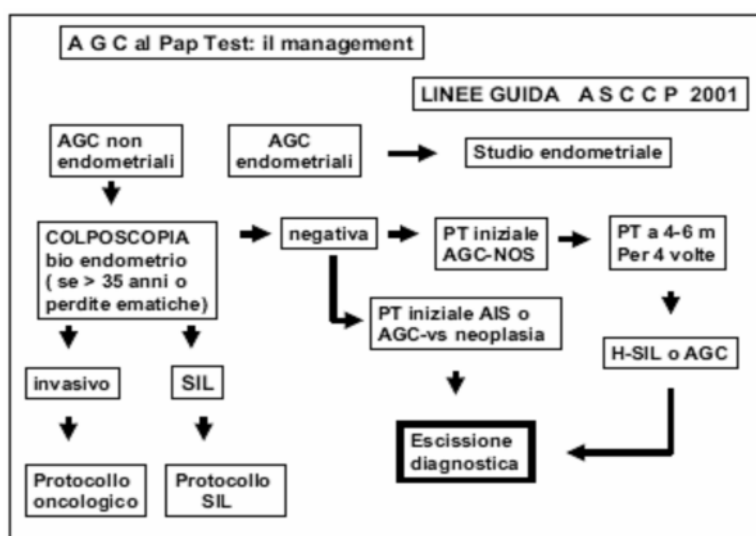 A G C al Pap Test: il management
LINEE GUIDA A S C C P 2001
AGC non
endometriali
AGC
endometriali
Studio endometriale
COLPOSCOPIA
bio endometrio
( se > 35 anni o
perdite ematiche)
negativa
PT iniziale
AGC-NOS
PT a 4-6 m
Per 4 volte
PT iniziale AIS o
AGC-vs neoplasia
H-SIL o AGC
invasivo
SIL
Escissione
diagnostica
Protocollo
oncologico
Protocollo
SIL